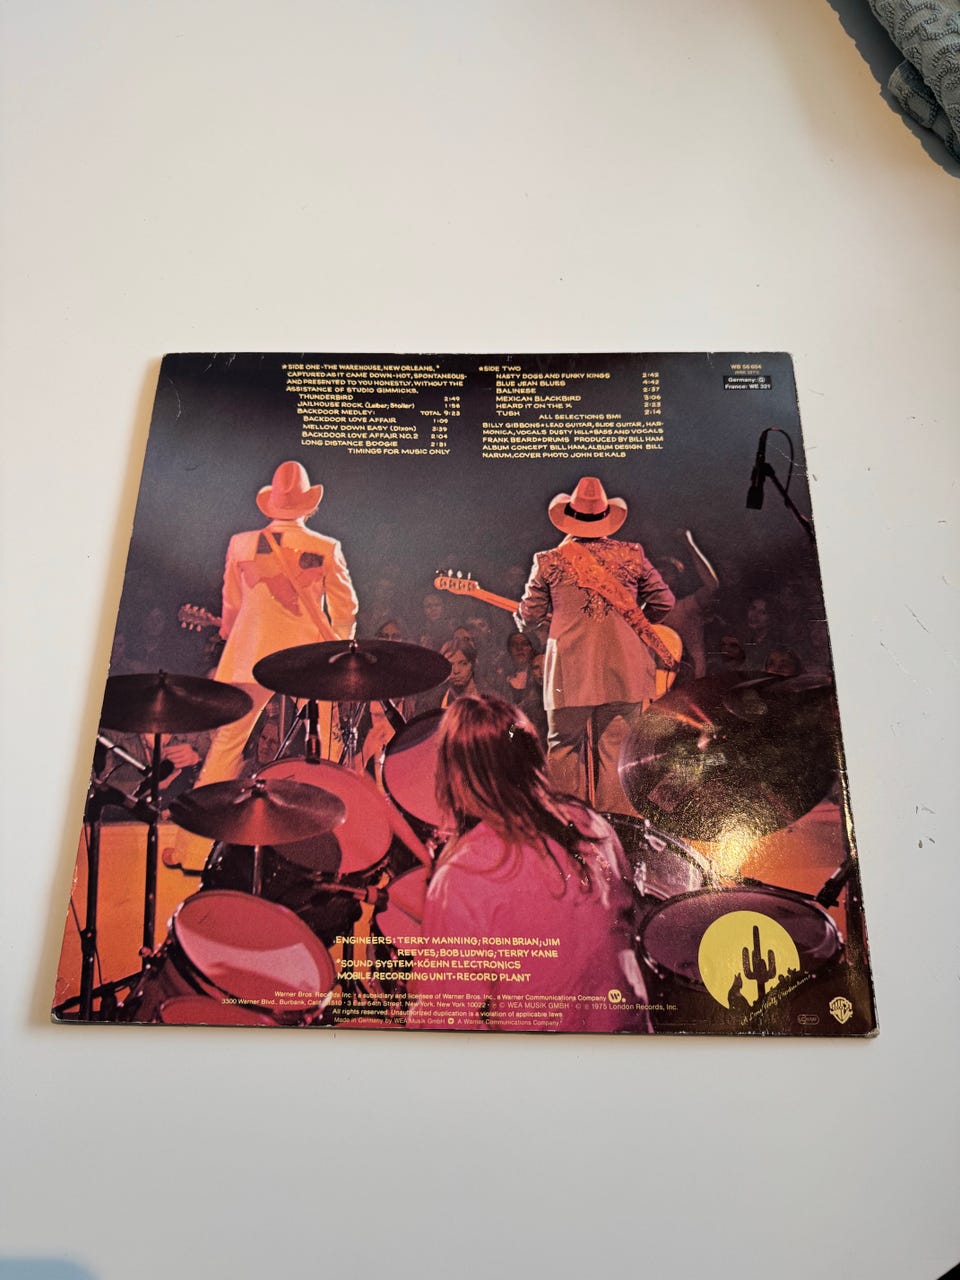 ★SIDE ONE-THE WAREHOUSE, NEW ORLEANS,"
CAPTURED AS IT CAME DOWN-HOT, SPONTANEOUS-
AND PRESENTED TO YOU HONESTLY, WITHOUT THE
ASSISTANCE OF STUDIO GIMMICKS.
THUNDERBIRD 2:49
JAILHOUSE ROCK (Leiber; Stoller) 1:56
BACKDOOR MEDLEY: TOTAL 9:23
BACKDOOR LOVE AFFAIR 1:09
MELLOW DOWN EASY (Dixon) 3:39
BACKDOOR LOVE AFFAIR NO.2 2:04
LONG DISTANCE BOOGIE 2:31
TIMINGS FOR MUSIC ONLY
★SIDE TWO
NASTY DOGS AND FUNKY KINGS 2:42
BLUE JEAN BLUES 4:42
BALINESE 2:37
MEXICAN BLACKBIRD 3:06
HEARD IT ON THE X 2:23
TUSH 2:14
ALL SELECTIONS BMI
BILLY GIBBONS★LEAD GUITAR, SLIDE GUITAR, HAR-
MONICA, VOCALS DUSTY HILL★BASS AND VOCALS
FRANK BEARD★DRUMS PRODUCED BY BILL HAM
ALBUM CONCEPT BILL HAM, ALBUM DESIGN BILL
NARUM, COVER PHOTO JOHN DEKALB
WB 56 604
Germany: G
France: WE 321
ENGINEERS: TERRY MANNING; ROBIN BRIAN; JIM
REEVES; BOB LUDWIG; TERRY KANE
*SOUND SYSTEM-KÖEHN ELECTRONICS
MOBILE RECORDING UNIT-RECORD PLANT
Warner Bros. Records Inc. • a subsidiary and licensee of Warner Bros. Inc., a Warner Communications Company
3300 Warner Blvd., Burbank, Calif. 91510 • 3 East 54th Street, New York, New York 10022 • ℗ © WEA MUSIK GMBH • © ℗ 1975 London Records, Inc.
All rights reserved. Unauthorized duplication is a violation of applicable laws
Made in Germany by WEA Musik GmbH A Warner Communications Company